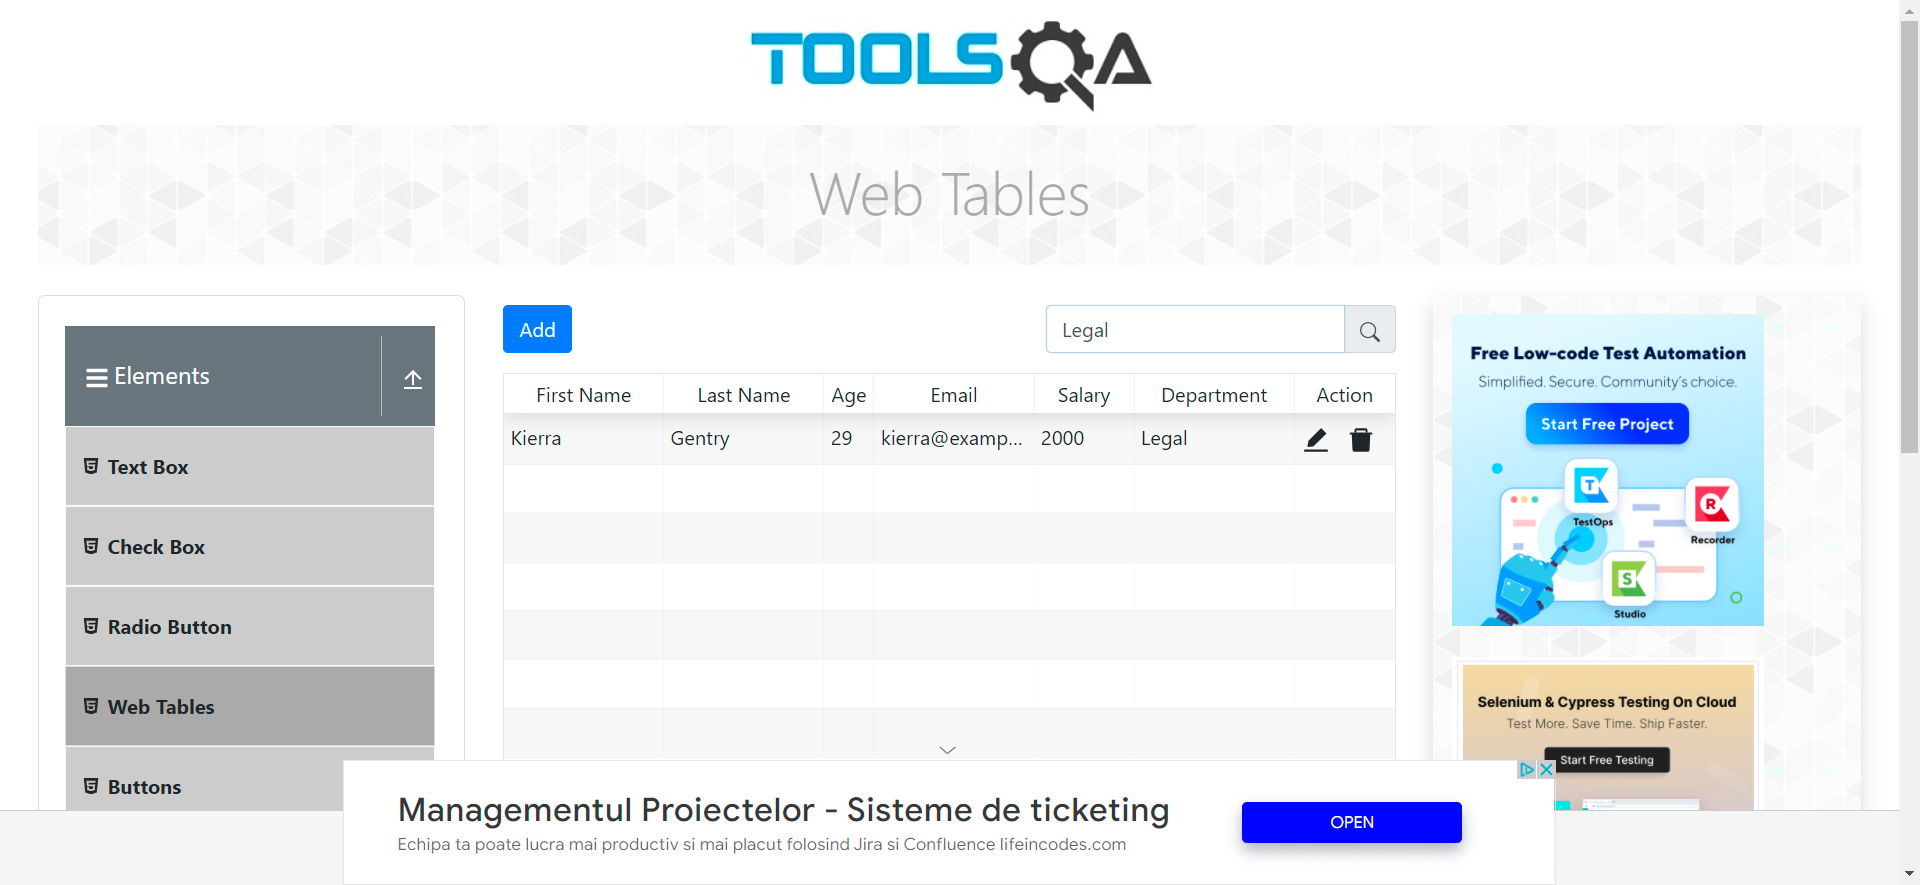 TOOLSQA
Web Tables
Elements
Text Box
Check Box
Radio Button
Web Tables
Buttons
Add
Legal
First Name Last Name Age Email Salary Department Action
Kierra Gentry 29 kierra@examp... 2000 Legal
Free Low-code Test Automation
Simplified. Secure. Community's choice.
Start Free Project
TestOps
Recorder
Studio
Selenium & Cypress Testing On Cloud
Test More. Save Time. Ship Faster.
Start Free Testing
Managementul Proiectelor - Sisteme de ticketing
Echipa ta poate lucra mai productiv si mai placut folosind Jira si Confluence lifeincodes.com
OPEN